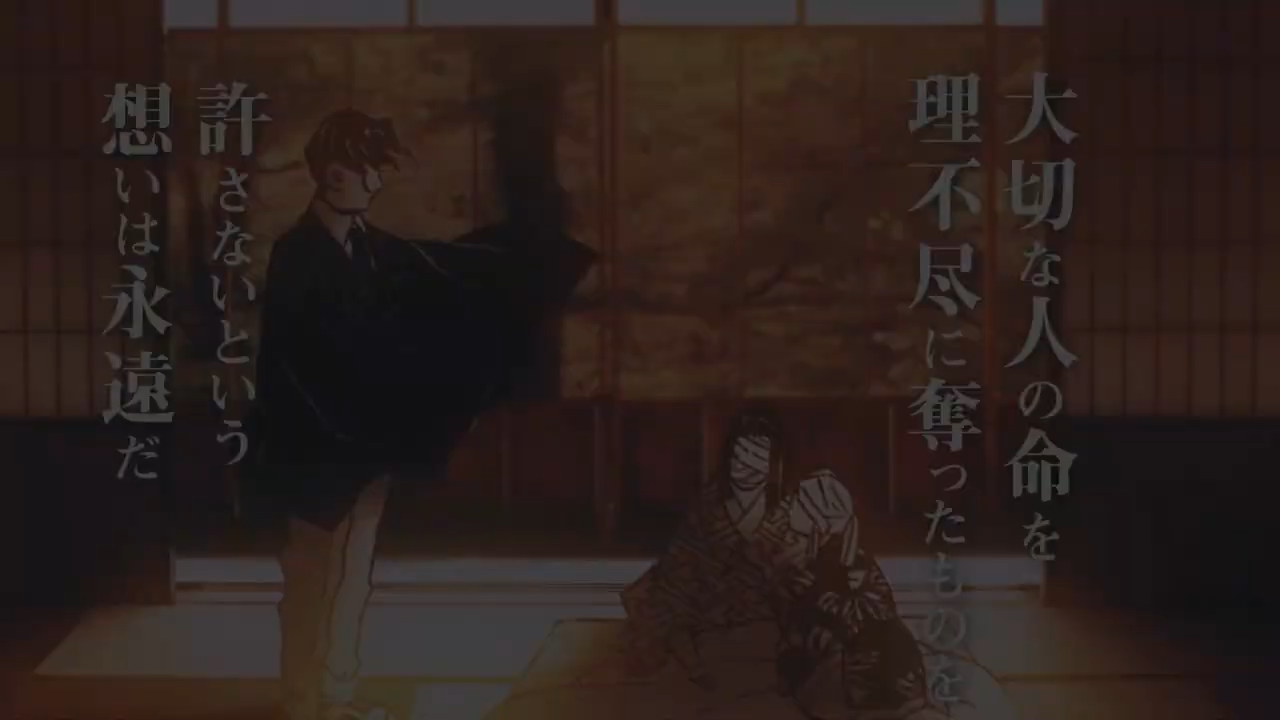 大切な人の命を
理不尽に奪ったものを
許さないという
想いは永遠だ